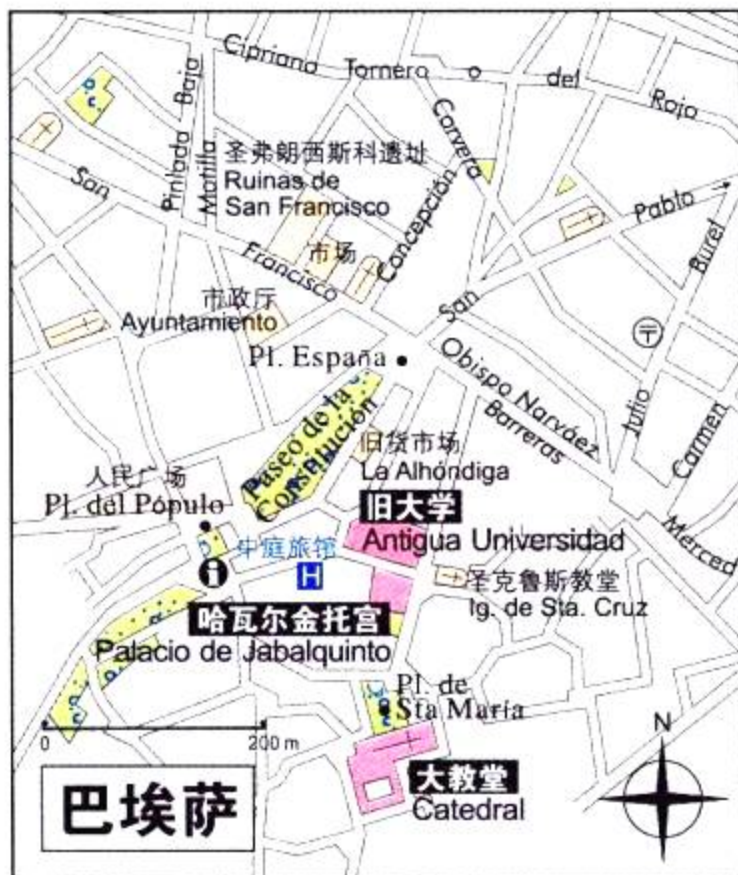 Cipriano Tornero del Rojo
Pintada Baja
Matilla
Corvera
圣弗朗西斯科遗址
Ruinas de
San Francisco
Concepción
San Francisco
San Pablo
市场
市政厅
Ayuntamiento
Burel
Julio
Pl. España
Obispo Narváez
Barreras
Carmen
Paseo de la
Constitución
旧货市场
La Alhóndiga
人民广场
Pl. del Pópulo
旧大学
Antigua Universidad
Merced
中庭旅馆
i
H
圣克鲁斯教堂
Ig. de Sta. Cruz
哈瓦尔金托宫
Palacio de Jabalquinto
Pl. de
Sta María
0 200 m
N
大教堂
Catedral
巴埃萨